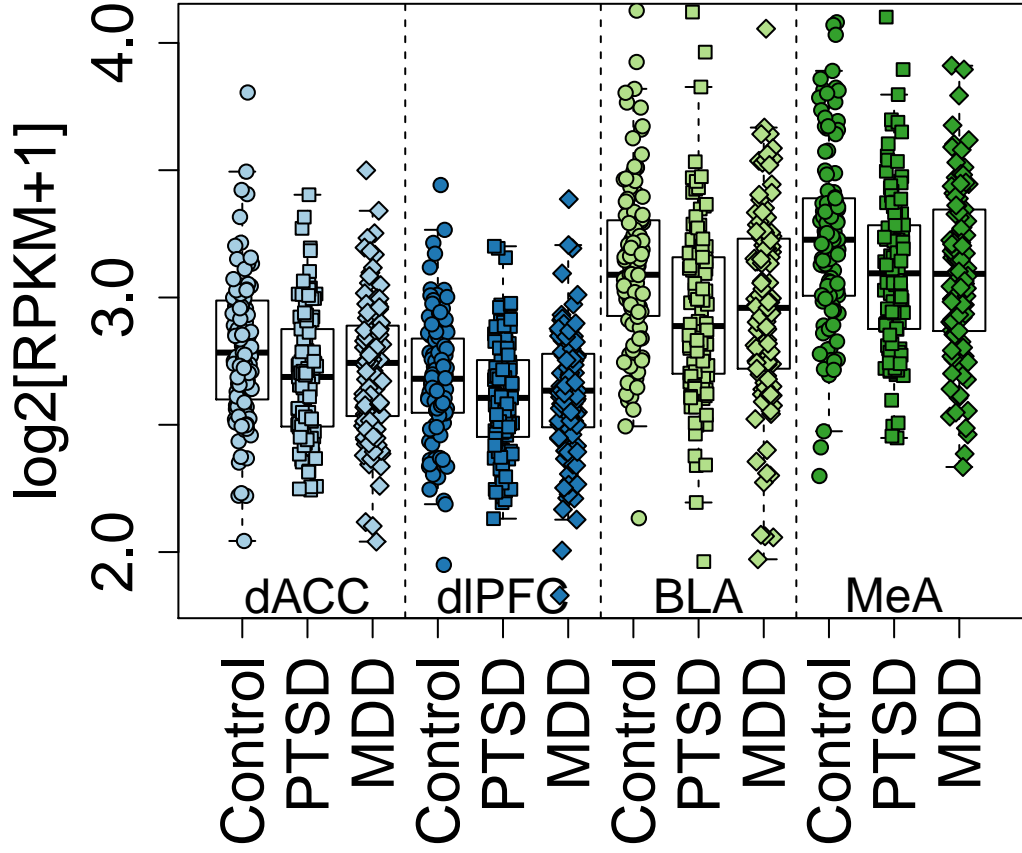 log2[RPKM+1]
4.0
3.0
2.0
dACC
dlPFC
BLA
MeA
Control
PTSD
MDD
Control
PTSD
MDD
Control
PTSD
MDD
Control
PTSD
MDD